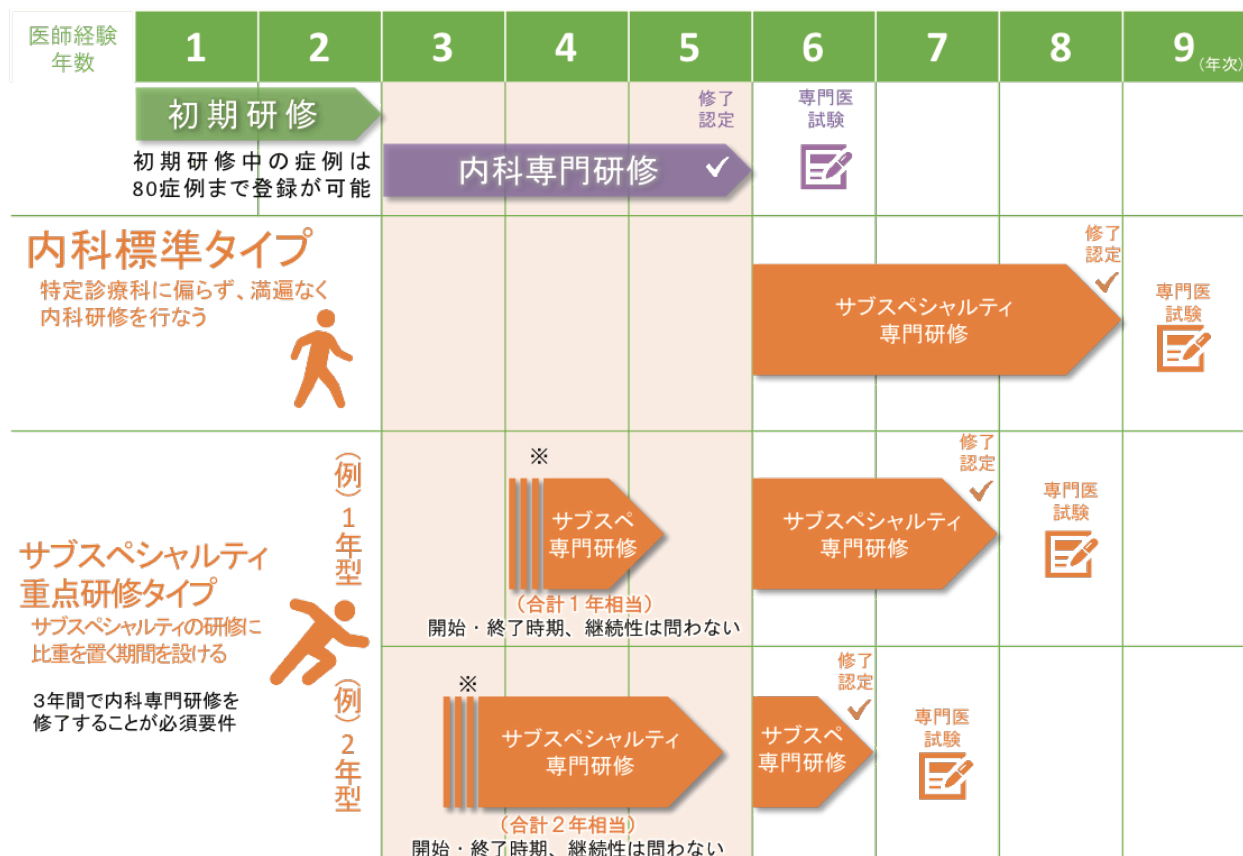 医師経験
年数
1
2
3
4
5
6
7
8
9(年次)
初期研修
初期研修中の症例は
80症例まで登録が可能
修了
認定
内科専門研修
専門医
試験
内科標準タイプ
特定診療科に偏らず、満遍なく
内科研修を行なう
修了
認定
サブスペシャルティ
専門研修
専門医
試験
サブスペシャルティ
重点研修タイプ
サブスペシャルティの研修に
比重を置く期間を設ける
3年間で内科専門研修を
修了することが必須要件
(例)1年型
※
サブスペ
専門研修
(合計1年相当)
開始・終了時期、継続性は問わない
修了
認定
サブスペシャルティ
専門研修
専門医
試験
(例)2年型
※
サブスペシャルティ
専門研修
(合計2年相当)
開始・終了時期、継続性は問わない
修了
認定
サブスペ
専門研修
専門医
試験